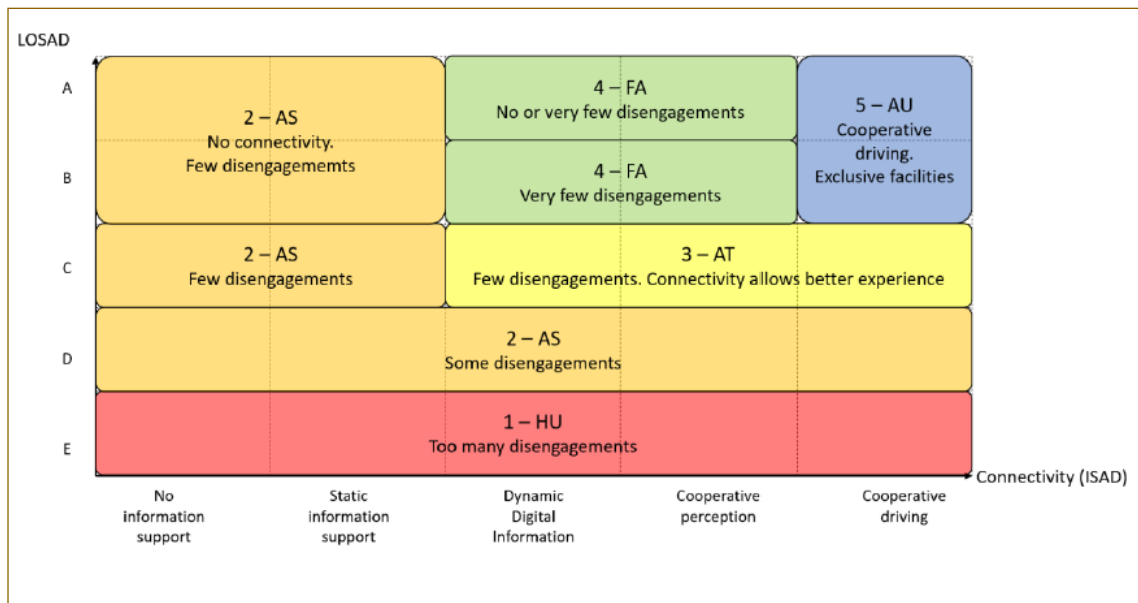 LOSAD
A
2 – AS
No connectivity.
Few disengagememts
4 – FA
No or very few disengagements
5 – AU
Cooperative
driving.
Exclusive facilities
B
4 – FA
Very few disengagements
C
2 – AS
Few disengagements
3 – AT
Few disengagements. Connectivity allows better experience
D
2 – AS
Some disengagements
E
1 – HU
Too many disengagements
Connectivity (ISAD)
No
information
support
Static
information
support
Dynamic
Digital
Information
Cooperative
perception
Cooperative
driving